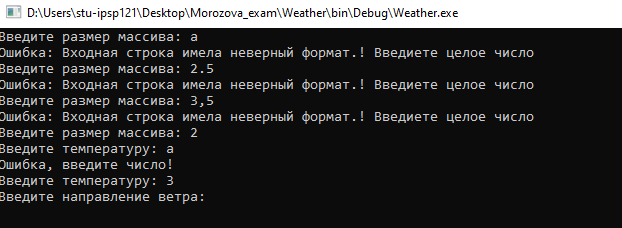 D:\Users\stu-ipsp121\Desktop\Morozova_exam\Weather\bin\Debug\Weather.exe
Введите размер массива: a
Ошибка: Входная строка имела неверный формат.! Введиете целое число
Введите размер массива: 2.5
Ошибка: Входная строка имела неверный формат.! Введиете целое число
Введите размер массива: 3,5
Ошибка: Входная строка имела неверный формат.! Введиете целое число
Введите размер массива: 2
Введите температуру: a
Ошибка, введите число!
Введите температуру: 3
Введите направление ветра: